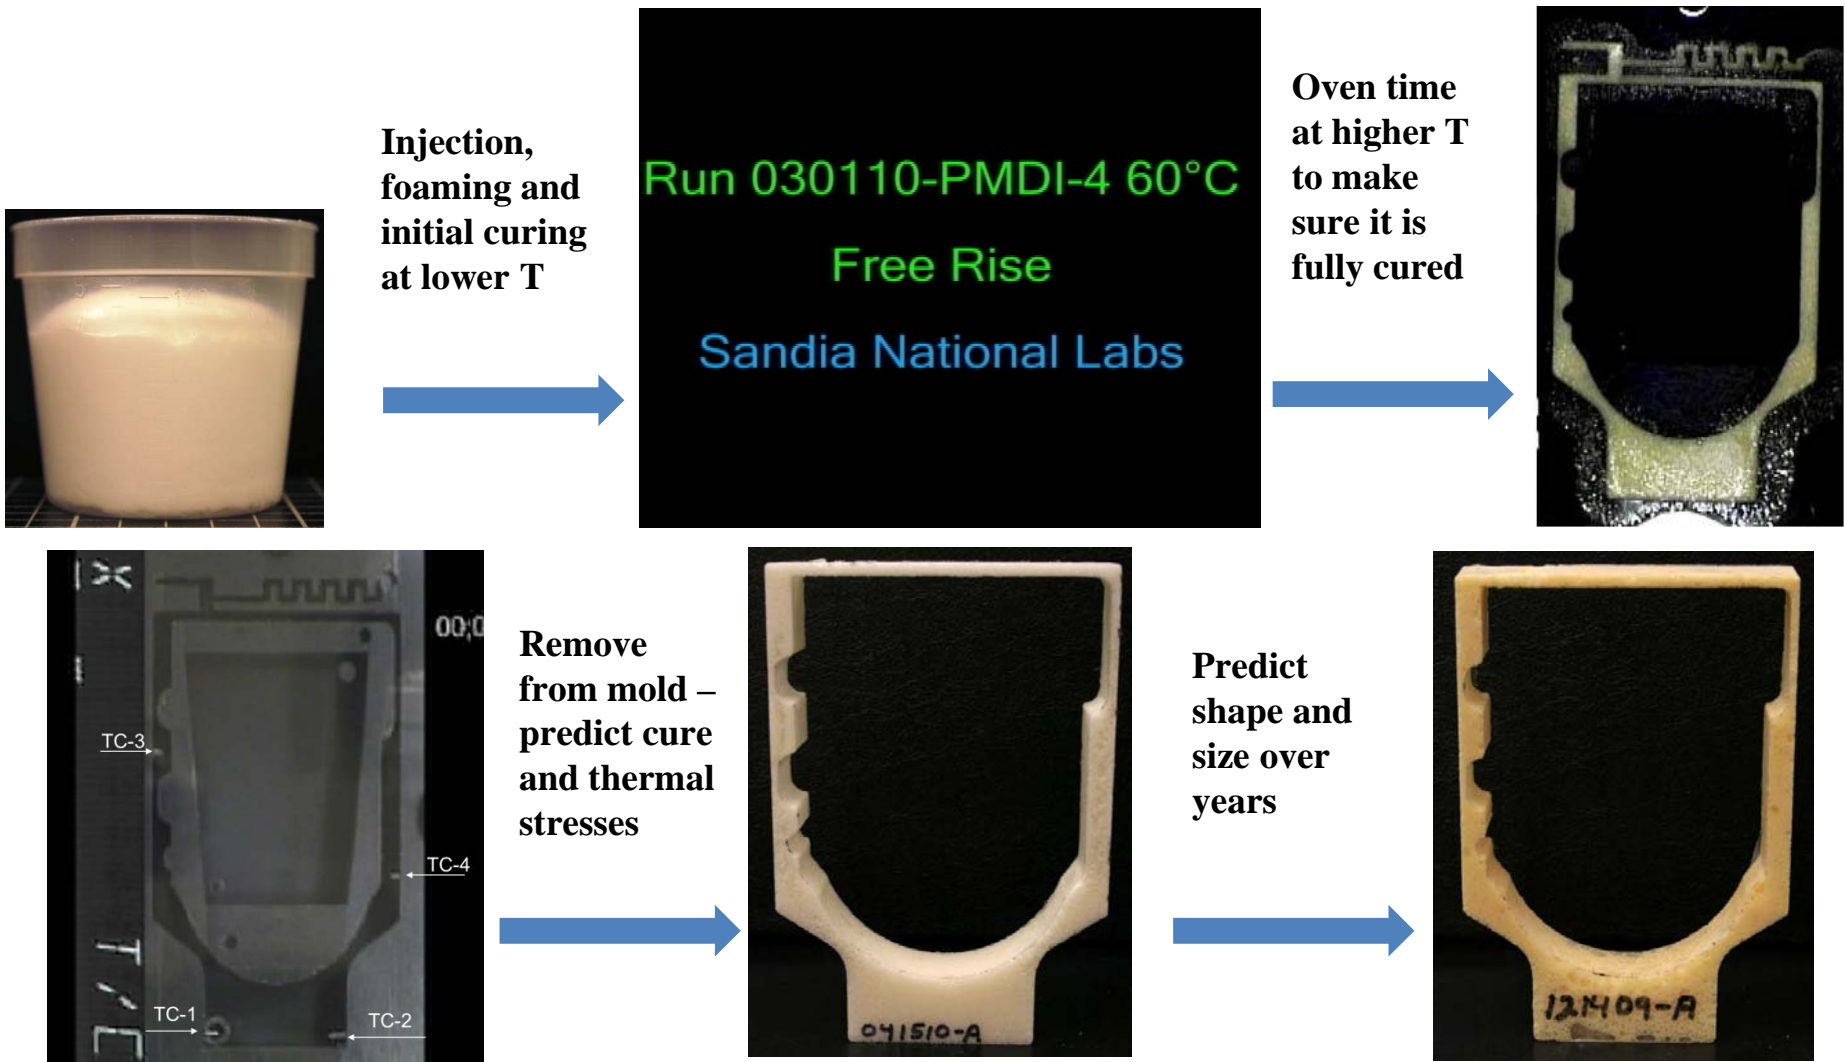 Injection,
foaming and
initial curing
at lower T
Run 030110-PMDI-4 60°C
Free Rise
Sandia National Labs
Oven time
at higher T
to make
sure it is
fully cured
00;0
TC-3
TC-4
T/C
TC-1
TC-2
Remove
from mold –
predict cure
and thermal
stresses
041510-A
Predict
shape and
size over
years
121409-A